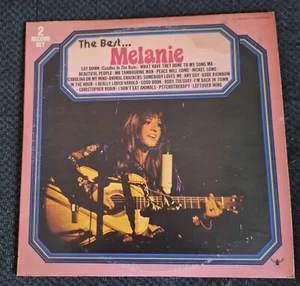 2
RECORD
SET
The Best...
Melanie
LAY DOWN (Candles In The Rain) • WHAT HAVE THEY DONE TO MY SONG MA •
BEAUTIFUL PEOPLE • MR TAMBOURINE MAN • PEACE WILL COME • NICKEL SONG •
CAROLINA ON MY MIND • ANIMAL CRACKERS • SOMEBODY LOVES ME • ANY GUY • BABE RAINBOW
IN THE HOUR • I REALLY LOVED HAROLD • GOOD BOOK • RUBY TUESDAY • I'M BACK IN TOWN
• CHRISTOPHER ROBIN • I DON'T EAT ANIMALS • PSYCHOTHERAPY • LEFTOVER WINE